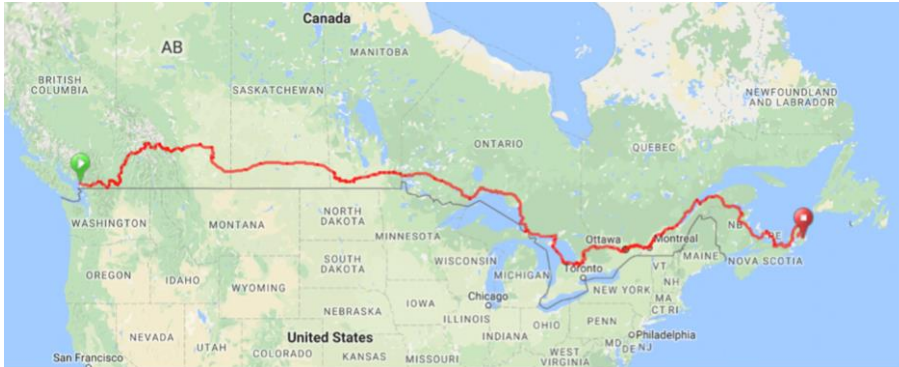 Canada
AB
MANITOBA
BRITISH
COLUMBIA
SASKATCHEWAN
NEWFOUNDLAND
AND LABRADOR
ONTARIO
QUEBEC
WASHINGTON
MONTANA
NORTH
DAKOTA
MINNESOTA
Ottawa
Montreal
NB
PE
MAINE
NOVA SCOTIA
OREGON
IDAHO
SOUTH
DAKOTA
WISCONSIN
MICHIGAN
Toronto
VT
NH
WYOMING
NEW YORK
MA
CT RI
IOWA
Chicago
NEBRASKA
ILLINOIS
INDIANA
OHIO
PENN
Philadelphia
NEVADA
UTAH
United States
MD
DE
NJ
San Francisco
COLORADO
KANSAS
MISSOURI
WEST
VIRGINIA